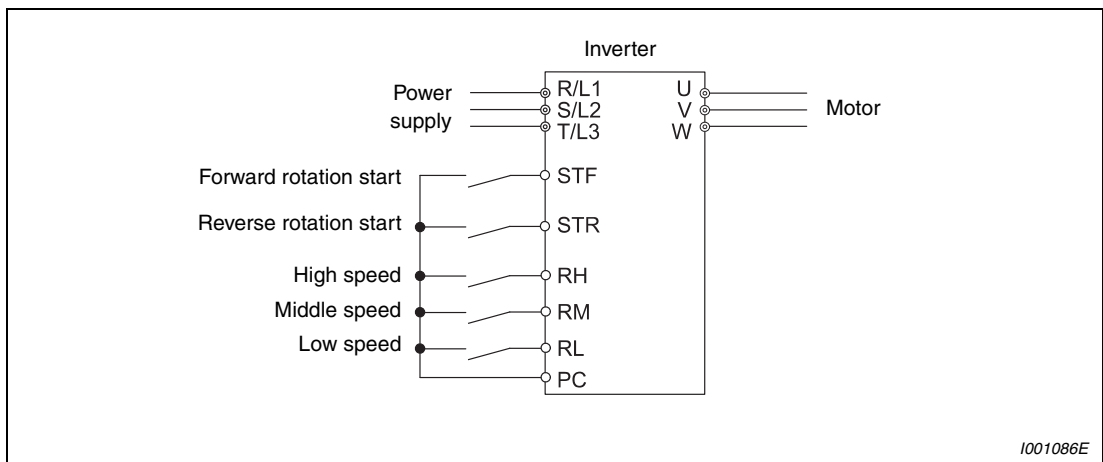 Inverter
Power
supply
R/L1
S/L2
T/L3
U
V
W
Motor
Forward rotation start
STF
Reverse rotation start
STR
High speed
RH
Middle speed
RM
Low speed
RL
PC
I001086E